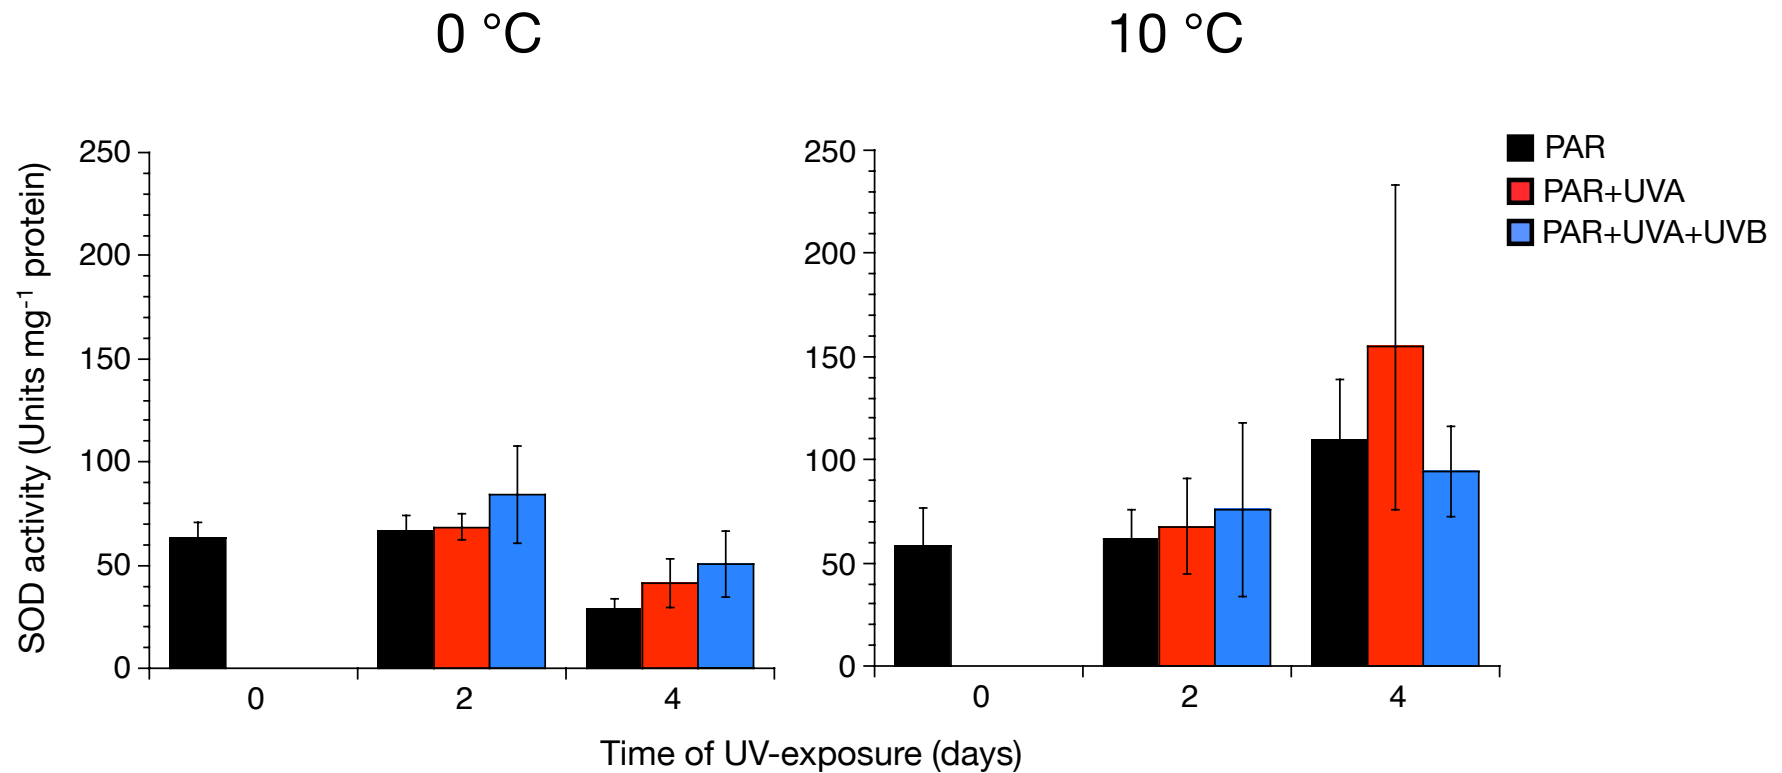 0 °C
10 °C
SOD activity (Units mg⁻¹ protein)
250
200
150
100
50
0
0
2
4
250
200
150
100
50
0
0
2
4
PAR
PAR+UVA
PAR+UVA+UVB
Time of UV-exposure (days)